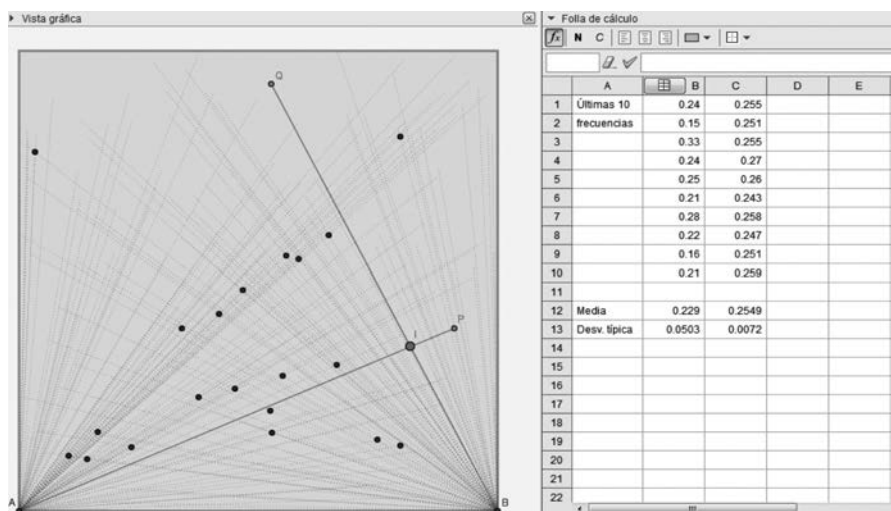 Vista gráfica
Q
P
I
A
B
Folla de cálculo
fx N C
A B C D E
1 Últimas 10 0.24 0.255
2 frecuencias 0.15 0.251
3 0.33 0.255
4 0.24 0.27
5 0.25 0.26
6 0.21 0.243
7 0.28 0.258
8 0.22 0.247
9 0.16 0.251
10 0.21 0.259
11
12 Media 0.229 0.2549
13 Desv. típica 0.0503 0.0072
14
15
16
17
18
19
20
21
22